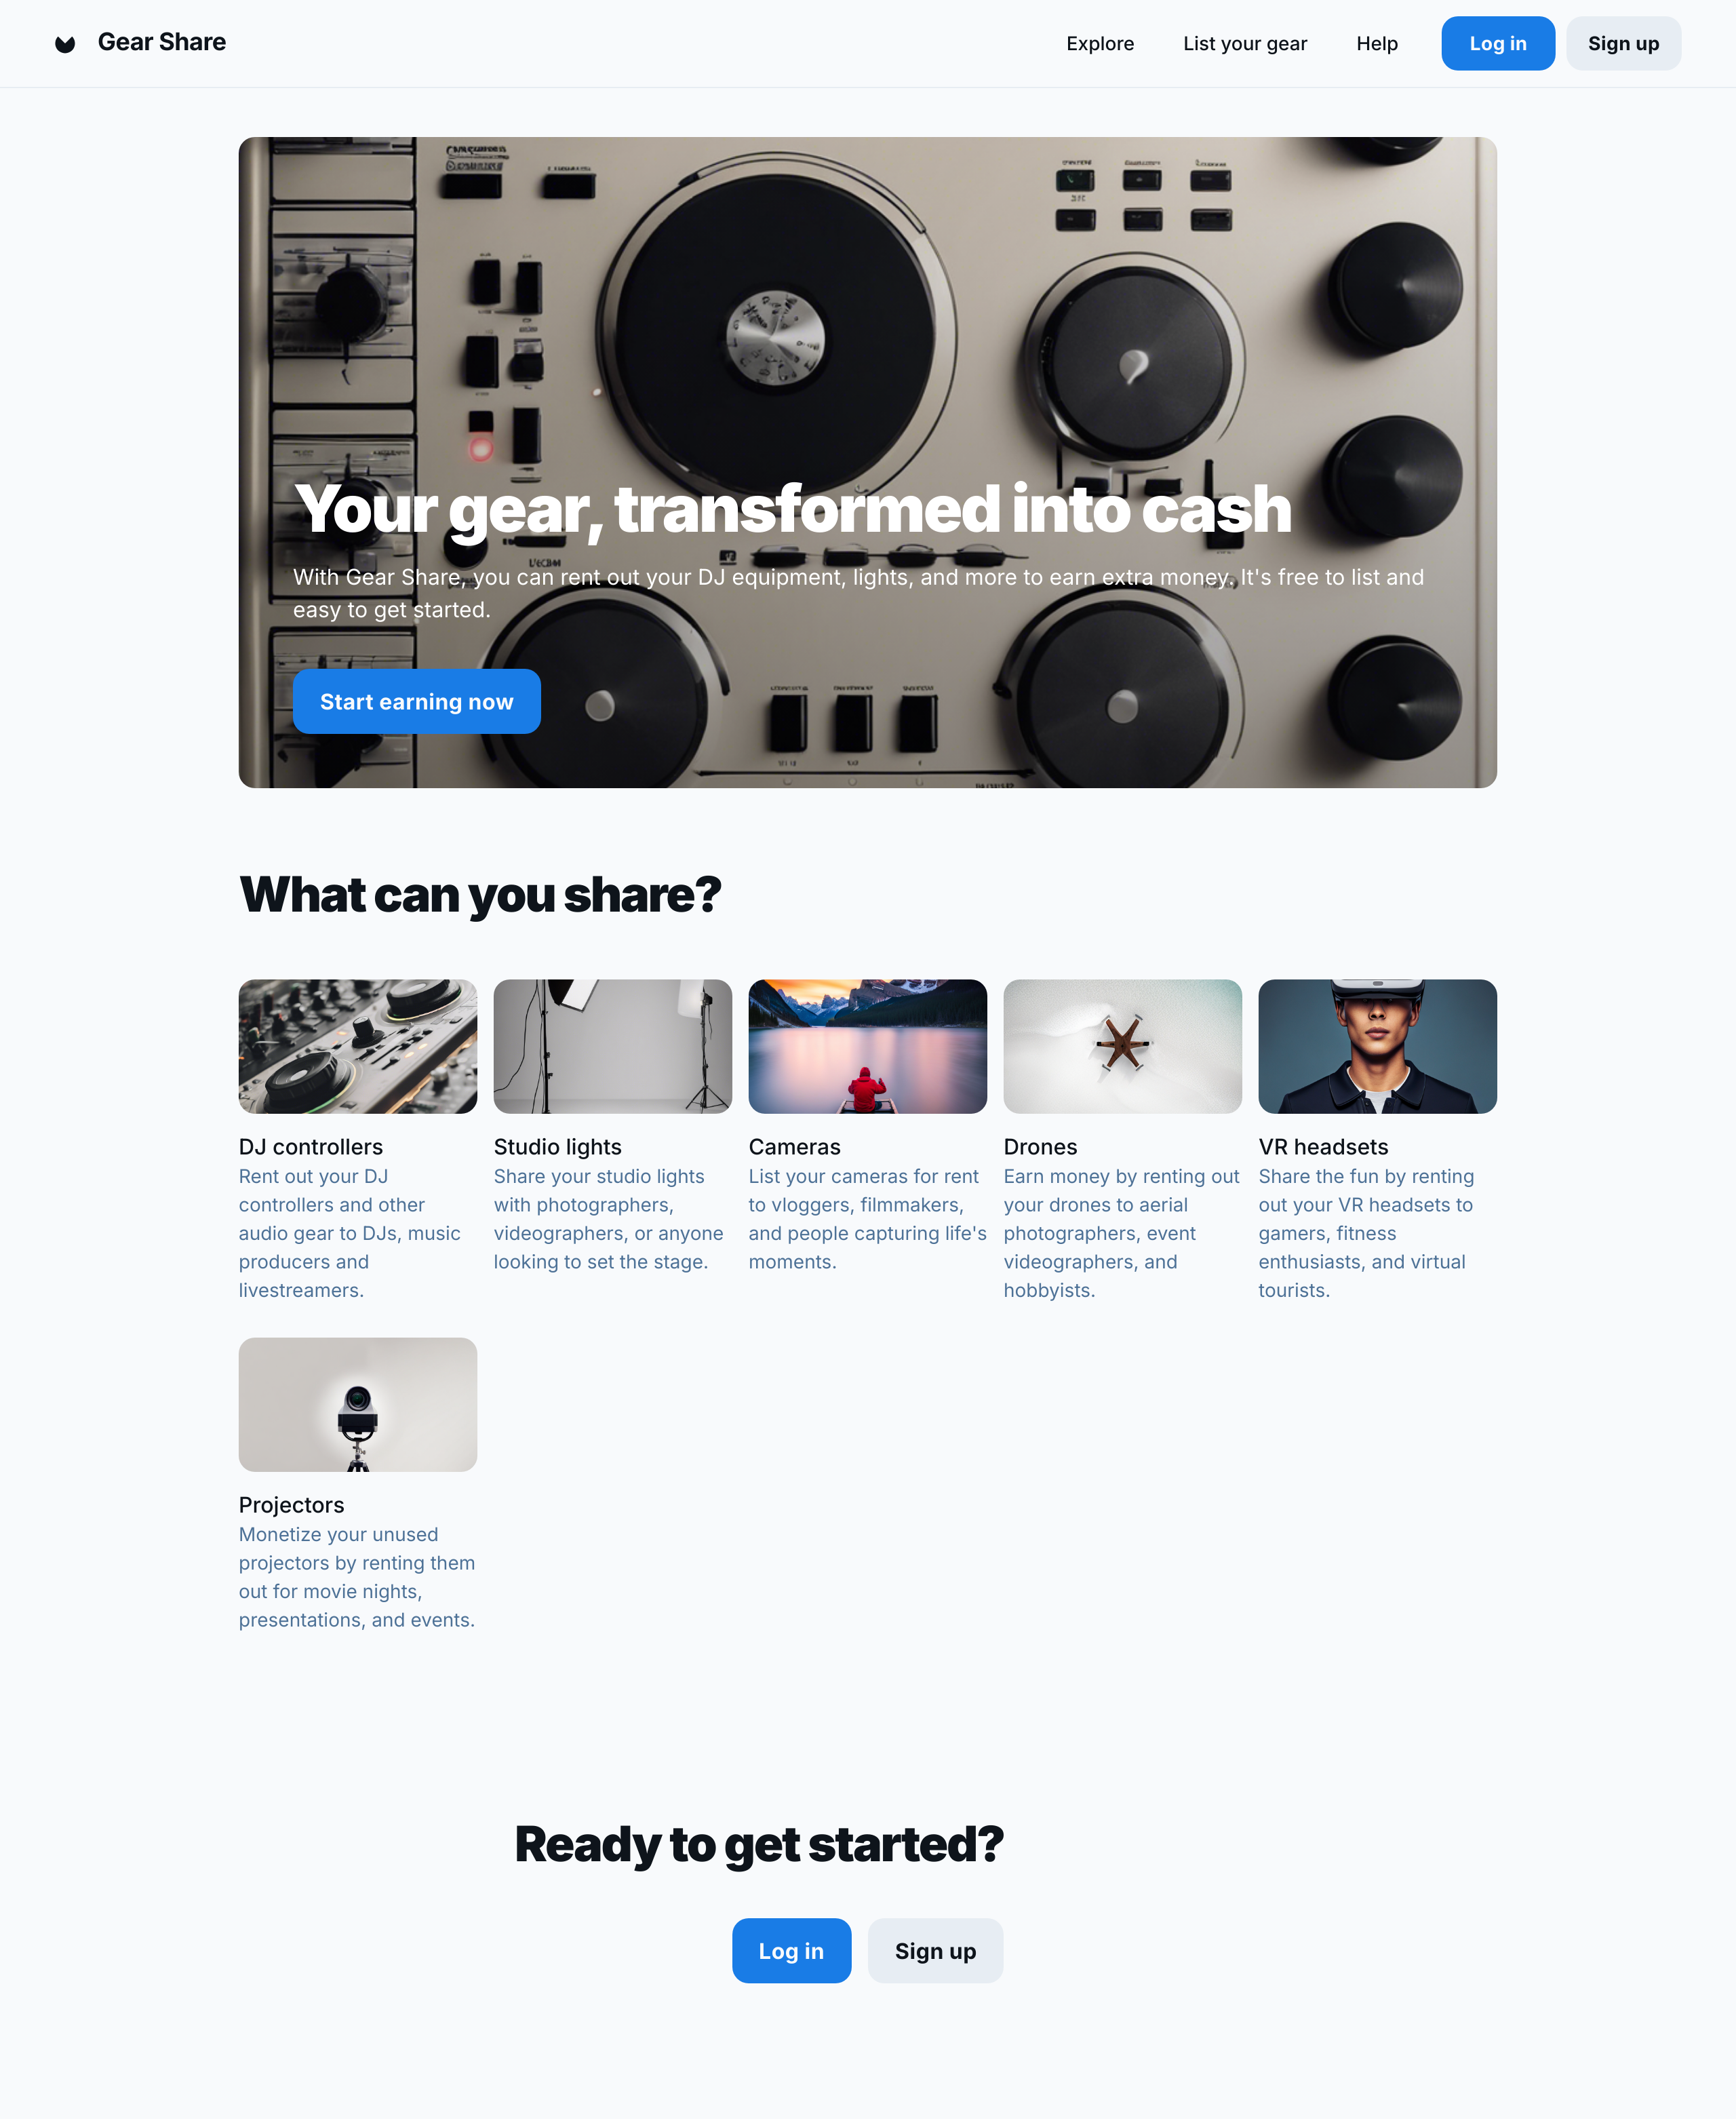 Gear Share
Explore
List your gear
Help
Log in
Sign up
Your gear, transformed into cash
With Gear Share, you can rent out your DJ equipment, lights, and more to earn extra money. It's free to list and
easy to get started.
Start earning now
What can you share?
DJ controllers
Rent out your DJ
controllers and other
audio gear to DJs, music
producers and
livestreamers.
Studio lights
Share your studio lights
with photographers,
videographers, or anyone
looking to set the stage.
Cameras
List your cameras for rent
to vloggers, filmmakers,
and people capturing life's
moments.
Drones
Earn money by renting out
your drones to aerial
photographers, event
videographers, and
hobbyists.
VR headsets
Share the fun by renting
out your VR headsets to
gamers, fitness
enthusiasts, and virtual
tourists.
Projectors
Monetize your unused
projectors by renting them
out for movie nights,
presentations, and events.
Ready to get started?
Log in
Sign up